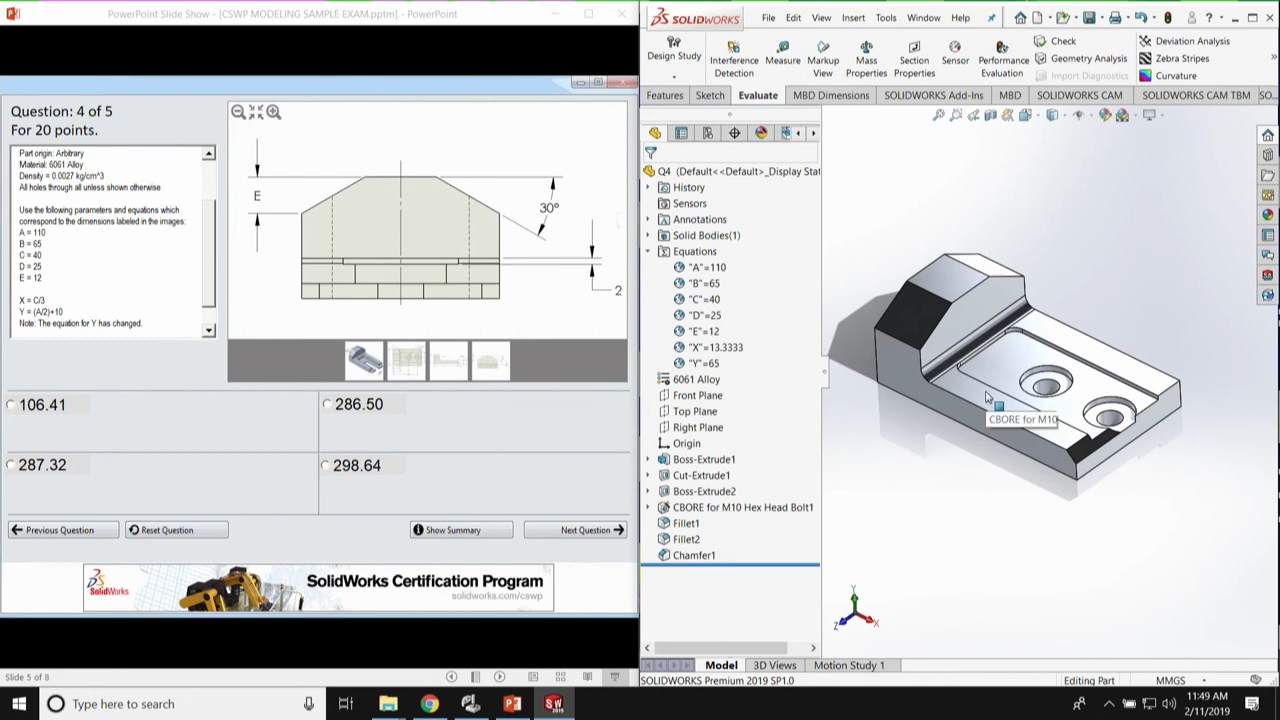 PowerPoint Slide Show - [CSWP MODELING SAMPLE EXAM.pptm] - PowerPoint
Question: 4 of 5
For 20 points.
Part origin: Arbitrary
Material: 6061 Alloy
Density = 0.0027 kg/cm^3
All holes through all unless shown otherwise
Use the following parameters and equations which
correspond to the dimensions labeled in the images:
A = 110
B = 65
C = 40
D = 25
E = 12
X = C/3
Y = (A/2)+10
Note: The equation for Y has changed.
E
30°
2
106.41
286.50
287.32
298.64
Previous Question
Reset Question
Show Summary
Next Question
SolidWorks
SolidWorks Certification Program
solidworks.com/cswp
Slide 5 of 8
SOLIDWORKS
File Edit View Insert Tools Window Help
Design Study
Interference Detection
Measure
Markup View
Mass Properties
Section Properties
Sensor
Performance Evaluation
Check
Geometry Analysis
Import Diagnostics
Deviation Analysis
Zebra Stripes
Curvature
Features Sketch Evaluate MBD Dimensions SOLIDWORKS Add-Ins MBD SOLIDWORKS CAM SOLIDWORKS CAM TBM SO...
Q4 (Default<<Default>_Display Stat
History
Sensors
Annotations
Solid Bodies(1)
Equations
"A"=110
"B"=65
"C"=40
"D"=25
"E"=12
"X"=13.3333
"Y"=65
6061 Alloy
Front Plane
Top Plane
Right Plane
Origin
Boss-Extrude1
Cut-Extrude1
Boss-Extrude2
CBORE for M10 Hex Head Bolt1
Fillet1
Fillet2
Chamfer1
CBORE for M10
Y
Z
X
Model 3D Views Motion Study 1
SOLIDWORKS Premium 2019 SP1.0
Editing Part
MMGS
Type here to search
11:49 AM
2/11/2019